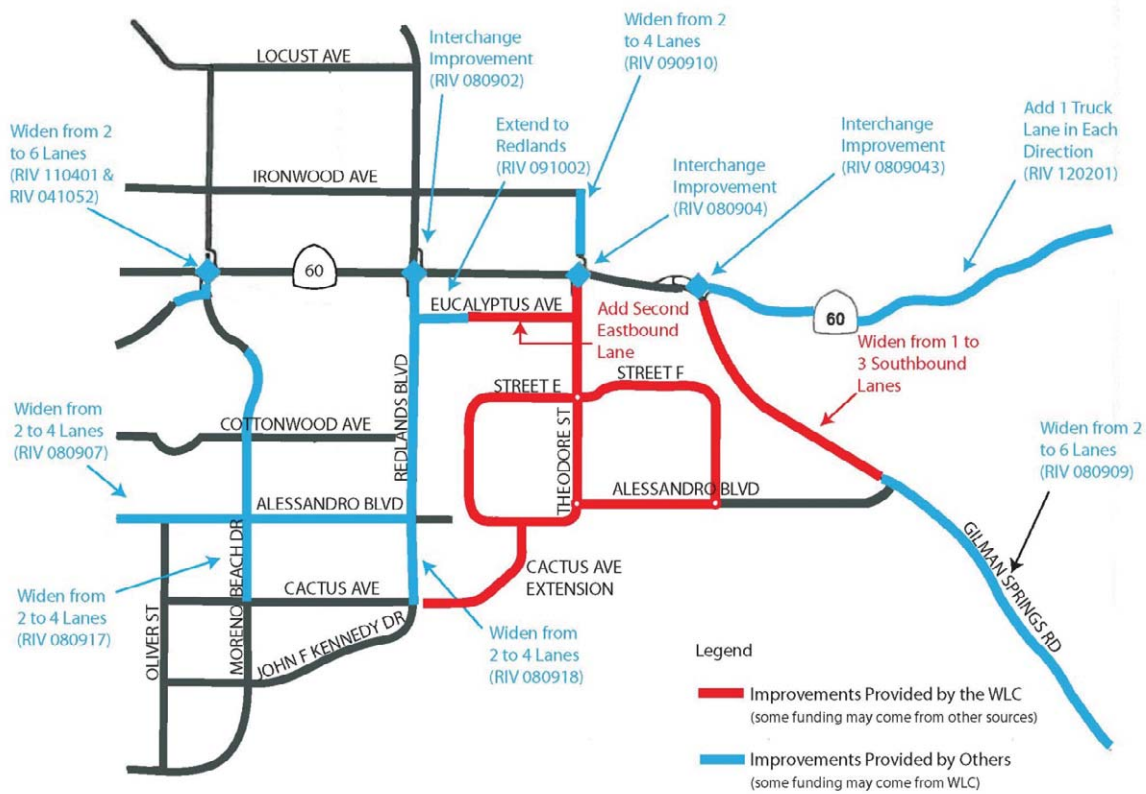 LOCUST AVE
Interchange
Improvement
(RIV 080902)
Widen from 2
to 4 Lanes
(RIV 090910)
Widen from 2
to 6 Lanes
(RIV 110401 &
RIV 041052)
Extend to
Redlands
(RIV 091002)
Interchange
Improvement
(RIV 080904)
Interchange
Improvement
(RIV 0809043)
Add 1 Truck
Lane in Each
Direction
(RIV 120201)
IRONWOOD AVE
60
EUCALYPTUS AVE
Add Second
Eastbound
Lane
60
Widen from 1 to
3 Southbound
Lanes
STREET E
STREET F
REDLANDS BLVD
THEODORE ST
Widen from
2 to 4 Lanes
(RIV 080907)
COTTONWOOD AVE
Widen from 2
to 6 Lanes
(RIV 080909)
ALESSANDRO BLVD
ALESSANDRO BLVD
GILMAN SPRINGS RD
MORENO BEACH DR
Widen from
2 to 4 Lanes
(RIV 080917)
OLIVER ST
CACTUS AVE
CACTUS AVE
EXTENSION
JOHN F KENNEDY DR
Widen from
2 to 4 Lanes
(RIV 080918)
Legend
Improvements Provided by the WLC
(some funding may come from other sources)
Improvements Provided by Others
(some funding may come from WLC)